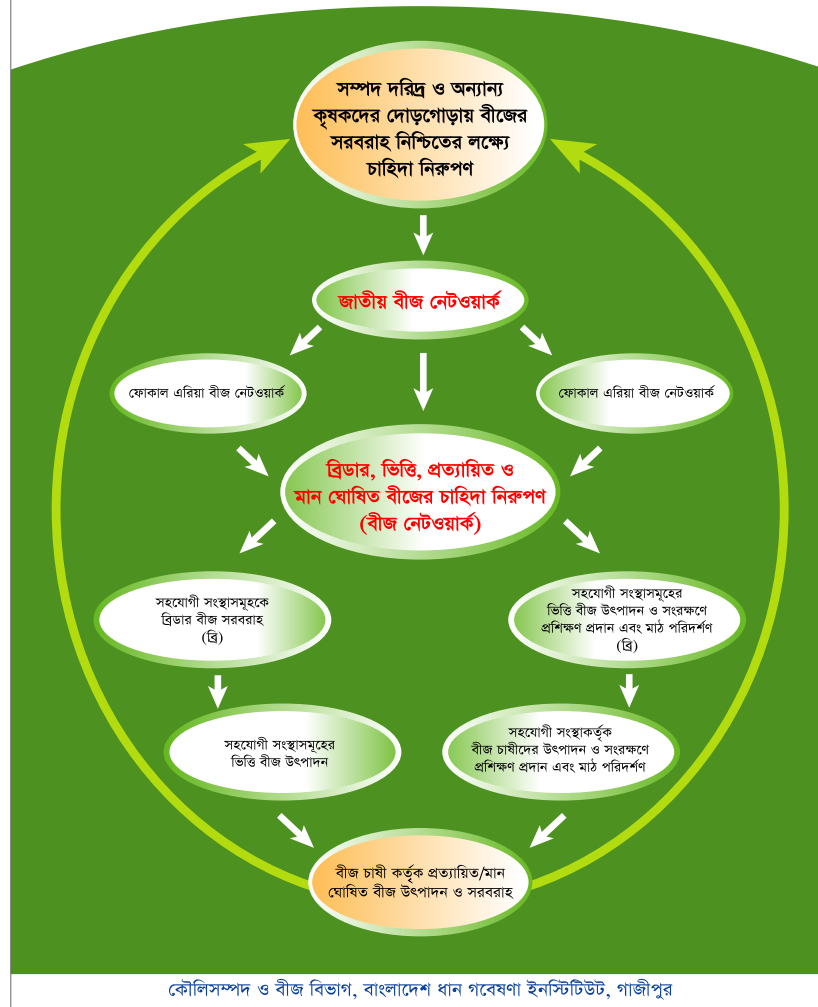 সম্পদ দরিদ্র ও অন্যান্য
কৃষকদের দোড়গোড়ায় বীজের
সরবরাহ নিশ্চিতের লক্ষ্যে
চাহিদা নিরুপণ
জাতীয় বীজ নেটওয়ার্ক
ফোকাল এরিয়া বীজ নেটওয়ার্ক
ফোকাল এরিয়া বীজ নেটওয়ার্ক
ব্রিডার, ভিত্তি, প্রত্যায়িত ও
মান ঘোষিত বীজের চাহিদা নিরুপণ
(বীজ নেটওয়ার্ক)
সহযোগী সংস্থাসমূহকে
ব্রিডার বীজ সরবরাহ
(ব্রি)
সহযোগী সংস্থাসমূহের
ভিত্তি বীজ উৎপাদন ও সংরক্ষণে
প্রশিক্ষণ প্রদান এবং মাঠ পরিদর্শণ
(ব্রি)
সহযোগী সংস্থাসমূহের
ভিত্তি বীজ উৎপাদন
সহযোগী সংস্থাকর্তৃক
বীজ চাষীদের উৎপাদন ও সংরক্ষণে
প্রশিক্ষণ প্রদান এবং মাঠ পরিদর্শণ
বীজ চাষী কর্তৃক প্রত্যায়িত/মান
ঘোষিত বীজ উৎপাদন ও সরবরাহ
কৌলিসম্পদ ও বীজ বিভাগ, বাংলাদেশ ধান গবেষণা ইনস্টিটিউট, গাজীপুর